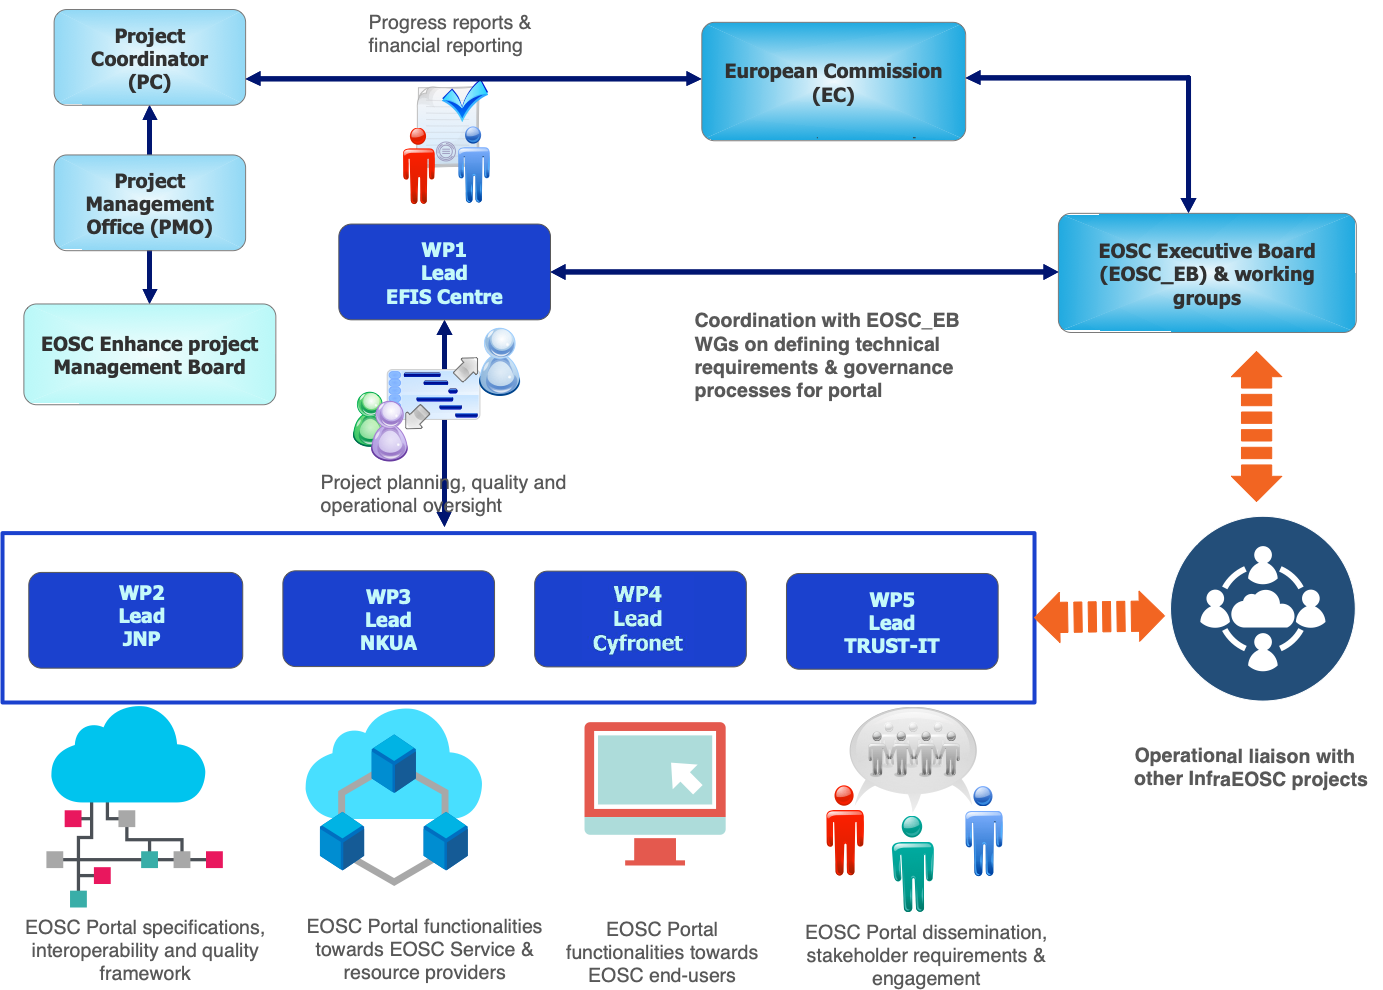 Project
Coordinator
(PC)
Progress reports &
financial reporting
European Commission
(EC)
Project
Management
Office (PMO)
WP1
Lead
EFIS Centre
EOSC Executive Board
(EOSC_EB) & working
groups
EOSC Enhance project
Management Board
Coordination with EOSC_EB
WGs on defining technical
requirements & governance
processes for portal
Project planning, quality and
operational oversight
WP2
Lead
JNP
WP3
Lead
NKUA
WP4
Lead
Cyfronet
WP5
Lead
TRUST-IT
Operational liaison with
other InfraEOSC projects
EOSC Portal specifications,
interoperability and quality
framework
EOSC Portal functionalities
towards EOSC Service &
resource providers
EOSC Portal
functionalities towards
EOSC end-users
EOSC Portal dissemination,
stakeholder requirements &
engagement